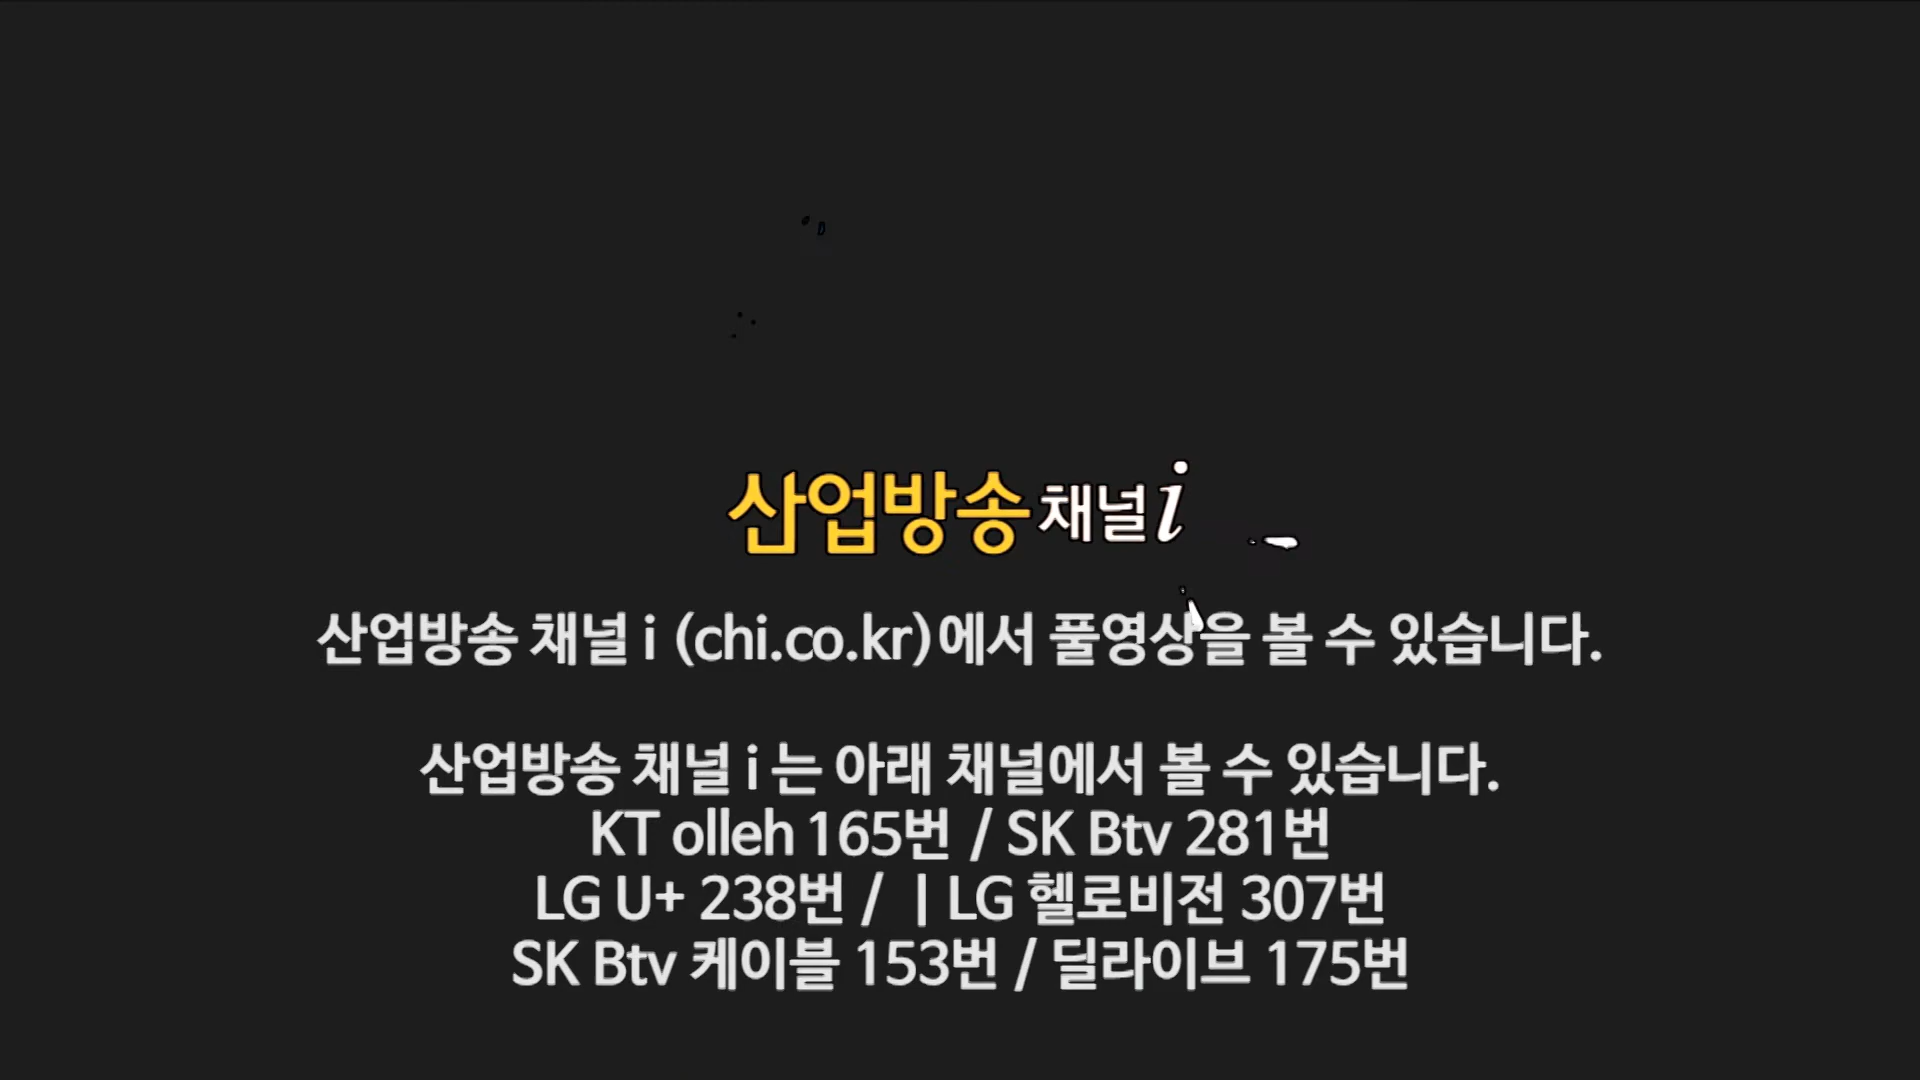 산업방송 채널 i
산업방송 채널 i (chi.co.kr)에서 풀영상을 볼 수 있습니다.
산업방송 채널 i 는 아래 채널에서 볼 수 있습니다.
KT olleh 165번 / SK Btv 281번
LG U+ 238번 / ㅣLG 헬로비전 307번
SK Btv 케이블 153번 / 딜라이브 175번